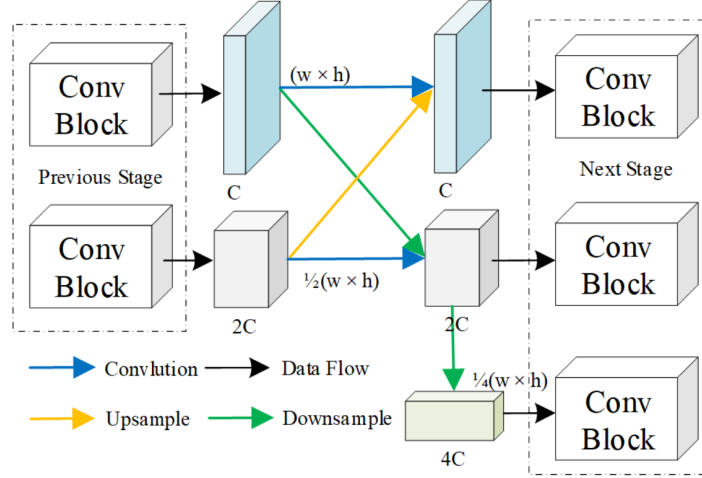 Conv
Block
(w × h)
Conv
Block
Previous Stage
C
C
Next Stage
Conv
Block
½(w × h)
Conv
Block
2C
2C
Convlution
Data Flow
¼(w × h)
Upsample
Downsample
Conv
Block
4C